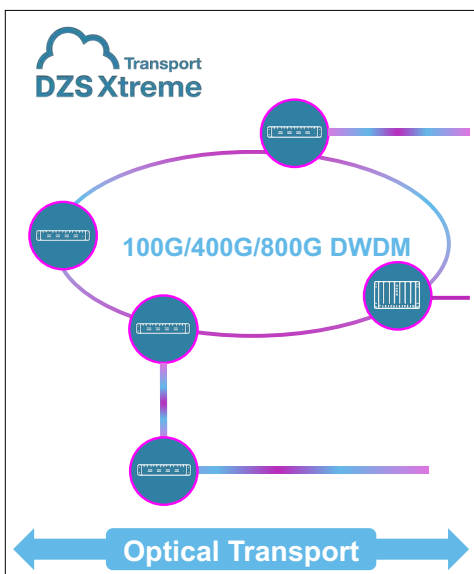 Transport
DZS Xtreme
100G/400G/800G DWDM
Optical Transport